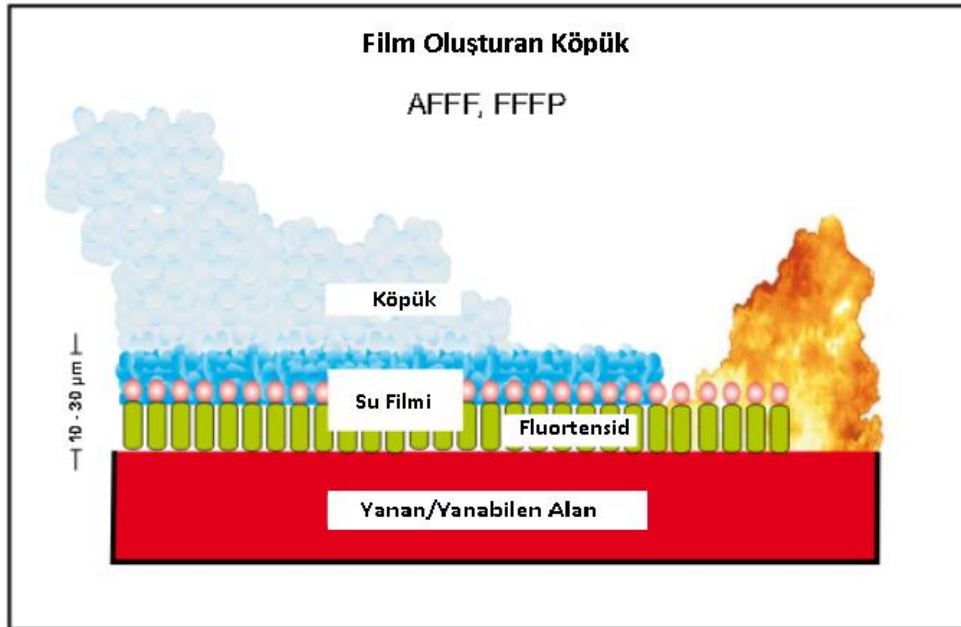 Film Oluşturan Köpük
AFFF, FFFP
Köpük
10 - 30 µm
Su Filmi
Fluortensid
Yanan/Yanabilen Alan